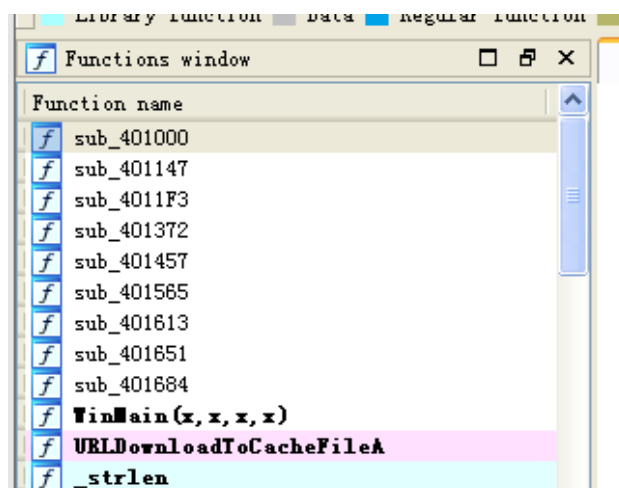 Library function Data Regular function
Functions window
Function name
sub_401000
sub_401147
sub_4011F3
sub_401372
sub_401457
sub_401565
sub_401613
sub_401651
sub_401684
WinMain(x,x,x,x)
URLDownloadToCacheFileA
_strlen